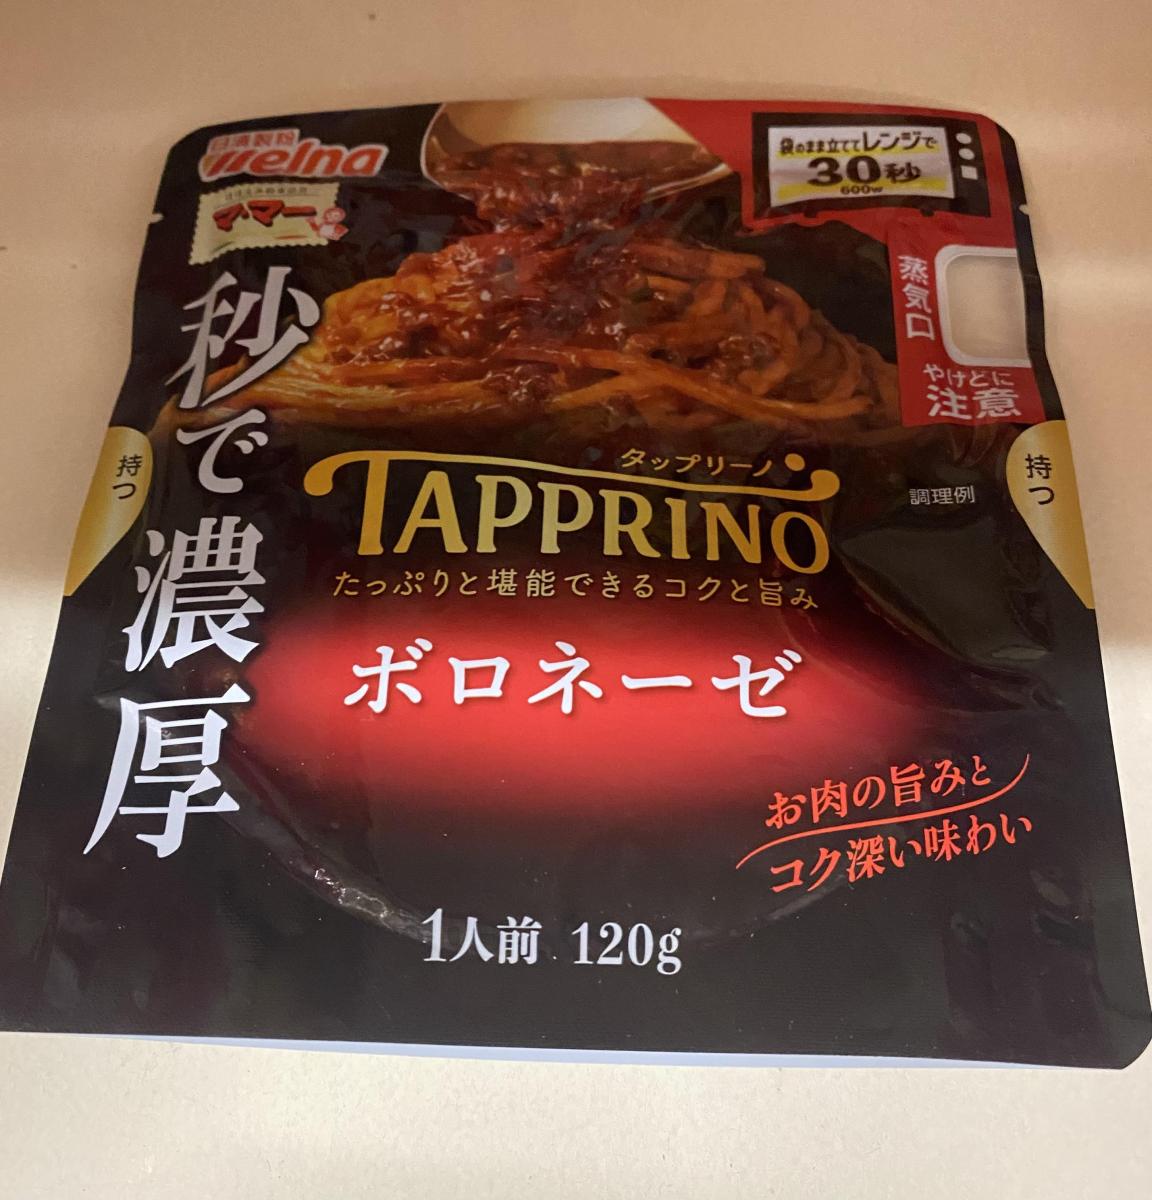 日清製粉
Welna
マ・マー
袋のまま立ててレンジで
30秒
600w
蒸気口
やけどに
注意
秒で濃厚
持つ
持つ
タップリーノ
TAPPRINO
調理例
たっぷりと堪能できるコクと旨み
ボロネーゼ
お肉の旨みと
コク深い味わい
1人前 120g